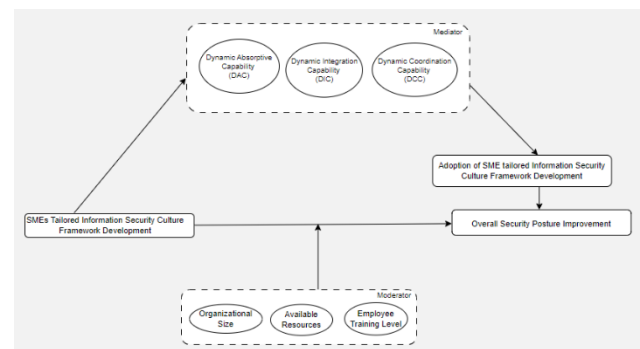 Mediator
Dynamic Absorptive
Capability
(DAC)
Dynamic Integration
Capability
(DIC)
Dynamic Coordination
Capability
(DCC)
Adoption of SME tailored Information Security
Culture Framework Development
SMEs Tailored Information Security Culture
Framework Development
Overall Security Posture Improvement
Moderator
Organizational
Size
Available
Resources
Employee
Training Level